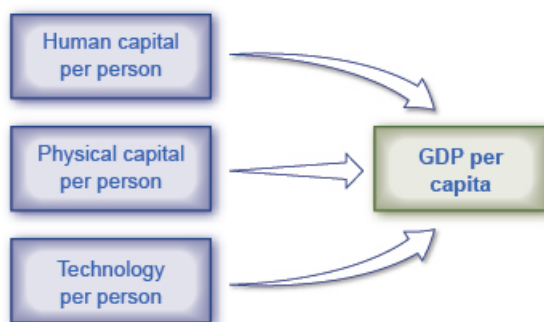 Human capital
per person
Physical capital
per person
GDP per
capita
Technology
per person